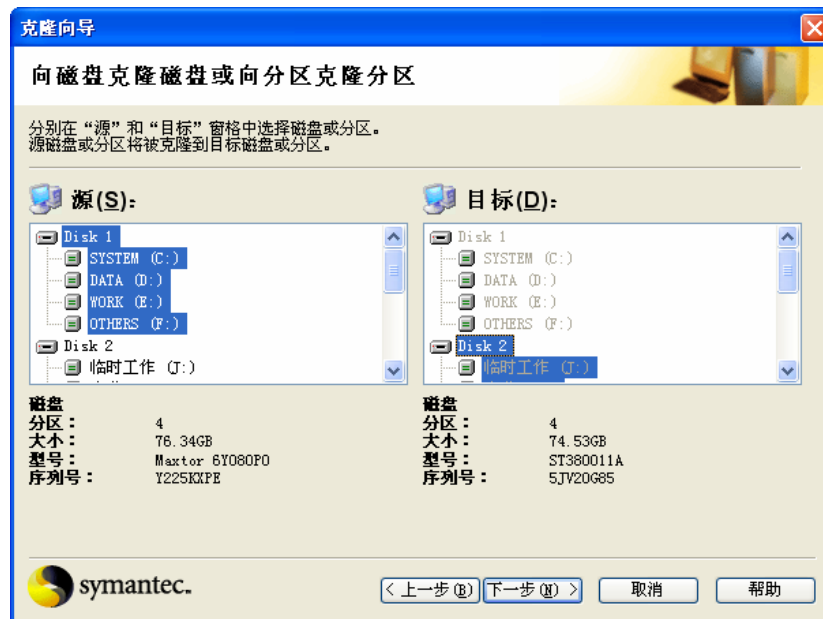 克隆向导
向磁盘克隆磁盘或向分区克隆分区
分别在“源”和“目标”窗格中选择磁盘或分区。
源磁盘或分区将被克隆到目标磁盘或分区。
源(S):
Disk 1
SYSTEM (C:)
DATA (D:)
WORK (E:)
OTHERS (F:)
Disk 2
临时工作 (J:)
磁盘
分区: 4
大小: 76.34GB
型号: Maxtor 6Y080P0
序列号: Y225KXPE
目标(D):
Disk 1
SYSTEM (C:)
DATA (D:)
WORK (E:)
OTHERS (F:)
Disk 2
临时工作 (J:)
磁盘
分区: 4
大小: 74.53GB
型号: ST380011A
序列号: 5JV20G85
symantec.
< 上一步(B)
下一步(N) >
取消
帮助